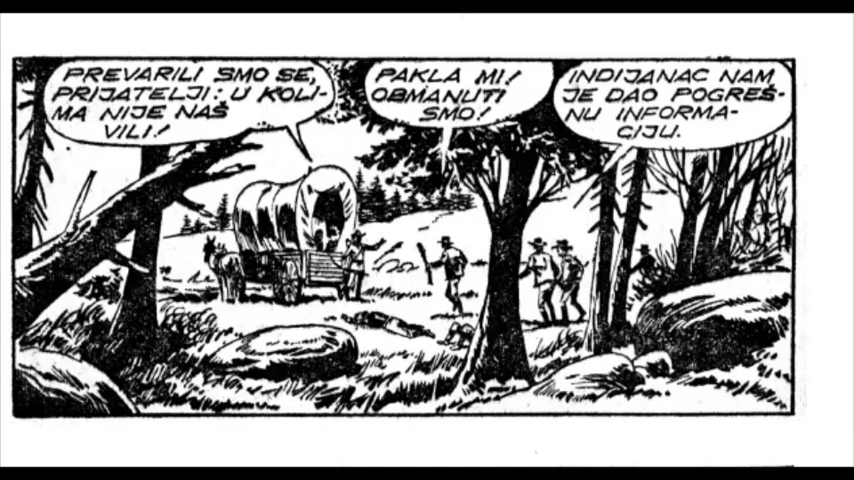 PREVARILI SMO SE,
PRIJATELJI: U KOLI-
MA NIJE NAŠ
VILI!
PAKLA MI!
OBMANUTI
SMO!
INDIJANAC NAM
JE DAO POGREŠ-
NU INFORMA-
CIJU.